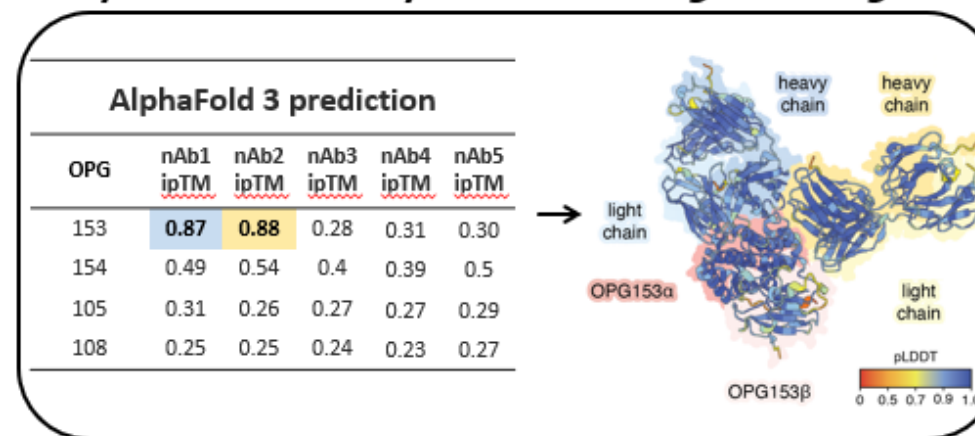 AlphaFold 3 prediction
OPG nAb1 ipTM nAb2 ipTM nAb3 ipTM nAb4 ipTM nAb5 ipTM
153 0.87 0.88 0.28 0.31 0.30
154 0.49 0.54 0.4 0.39 0.5
105 0.31 0.26 0.27 0.27 0.29
108 0.25 0.25 0.24 0.23 0.27
heavy
chain
heavy
chain
light
chain
OPG153α
light
chain
OPG153β
pLDDT
0 0.5 0.7 0.9 1.0